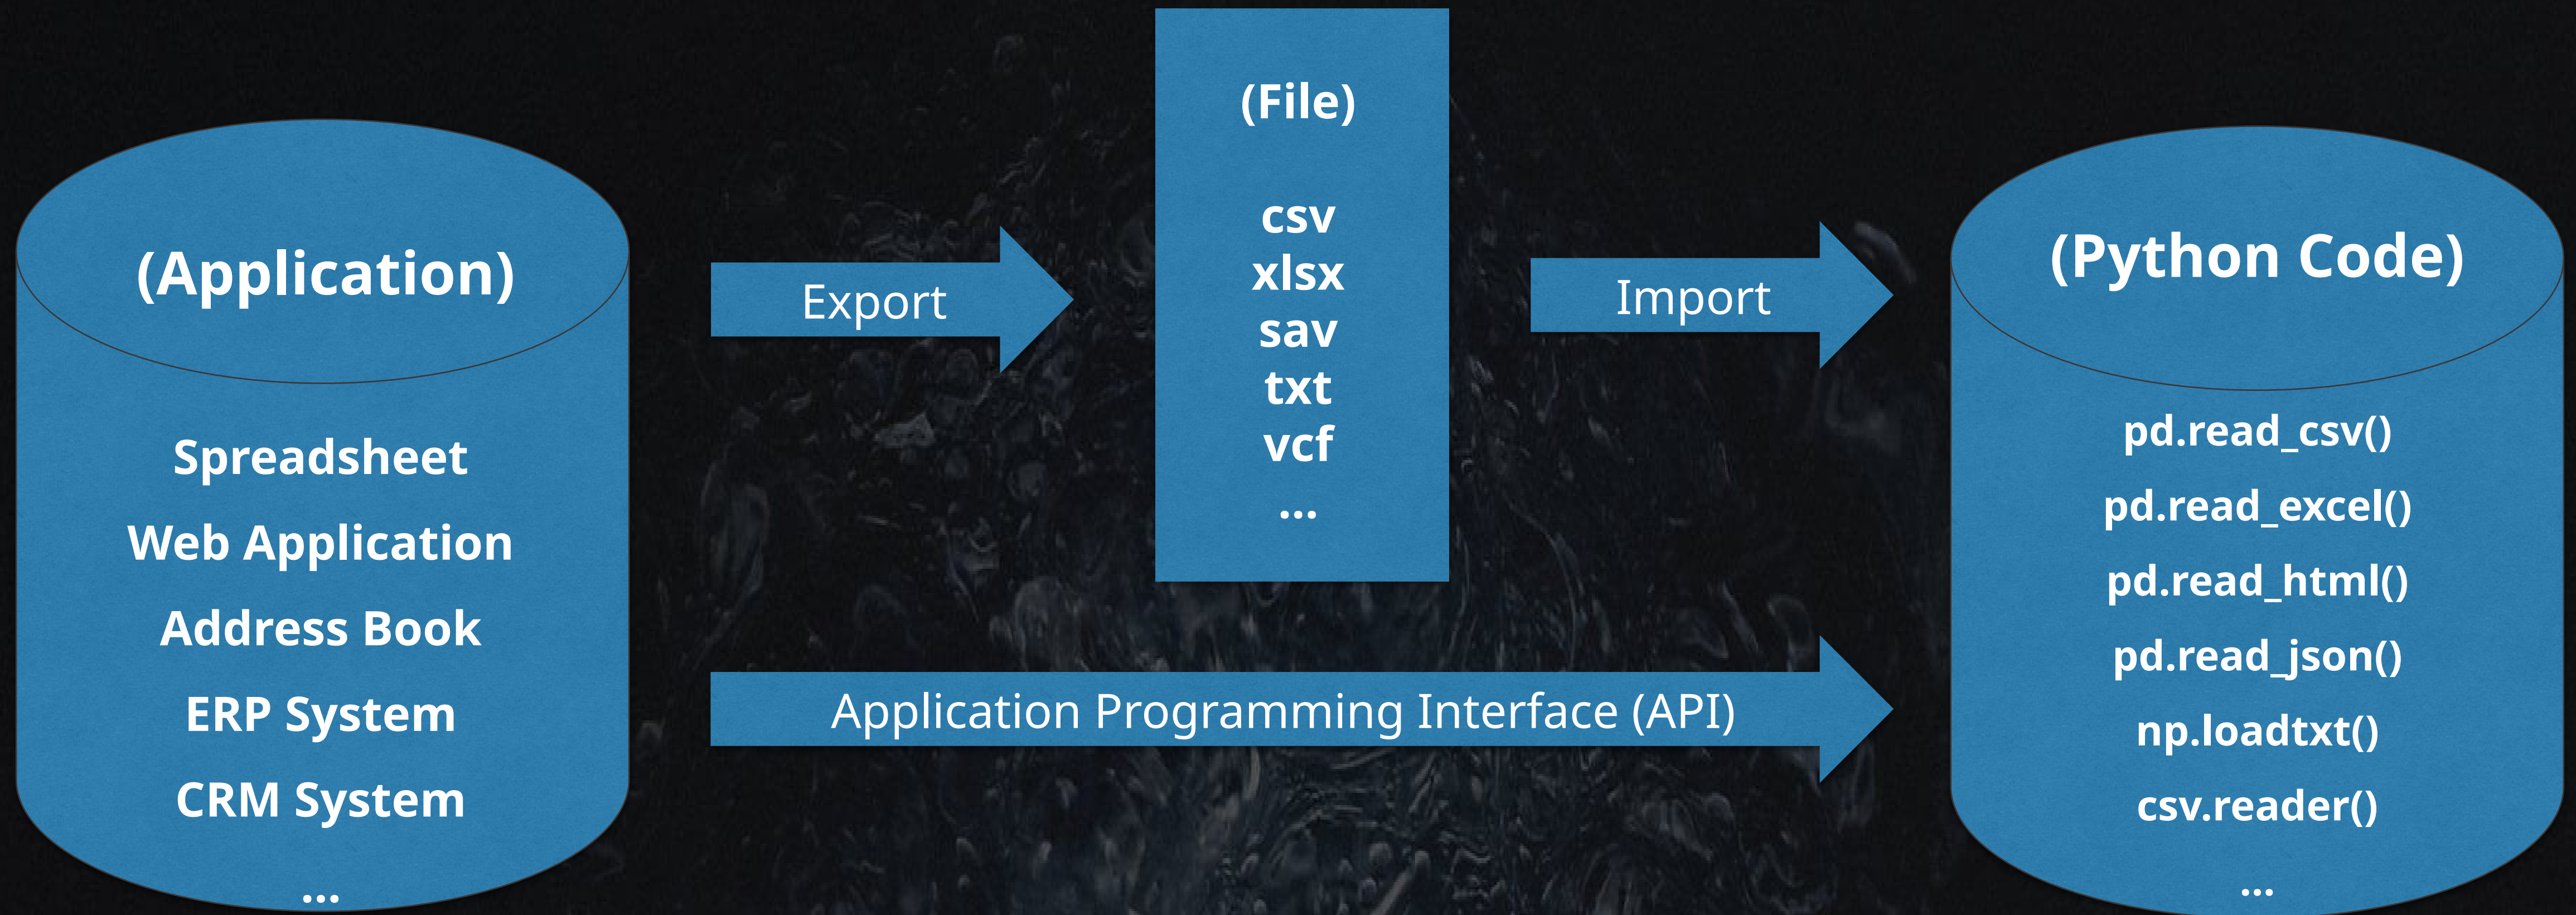 (Application)
Spreadsheet
Web Application
Address Book
ERP System
CRM System
...
Export
(File)
csv
xlsx
sav
txt
vcf
...
Import
Application Programming Interface (API)
(Python Code)
pd.read_csv()
pd.read_excel()
pd.read_html()
pd.read_json()
np.loadtxt()
csv.reader()
...